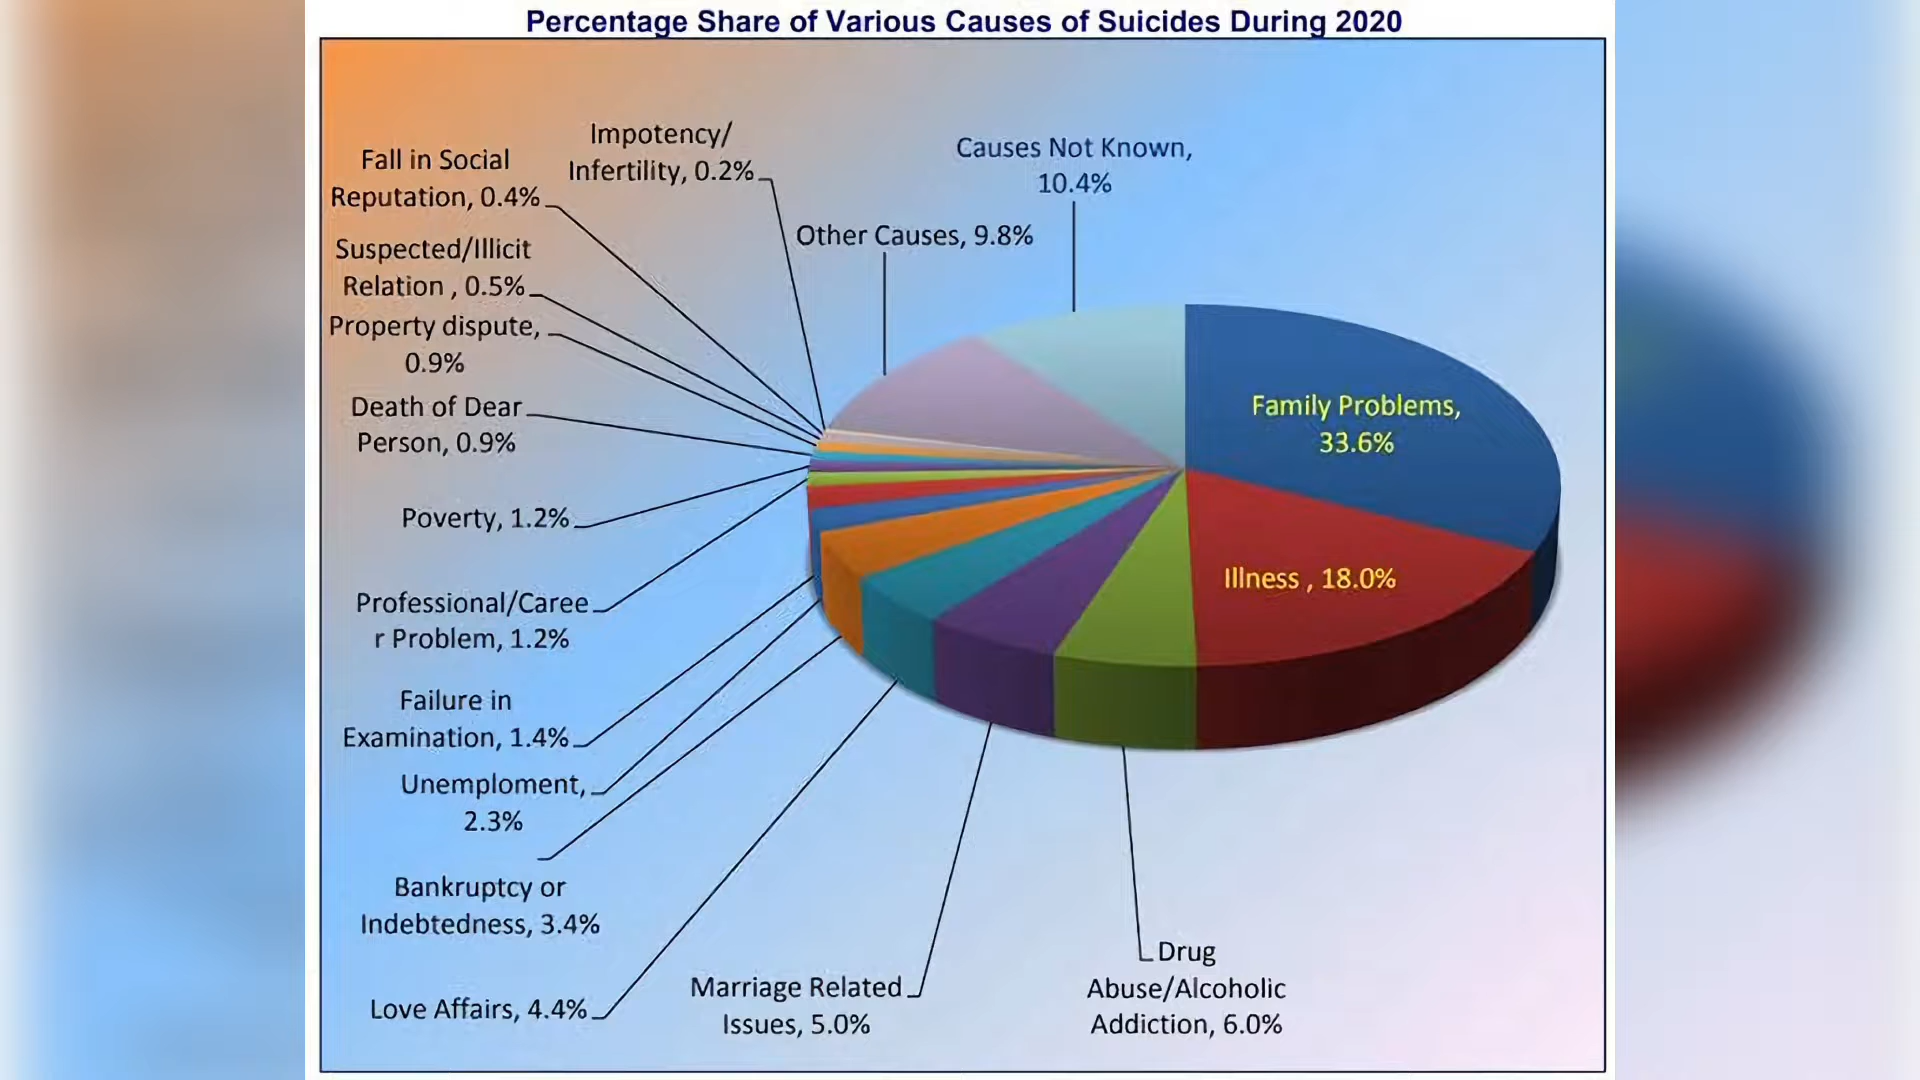 Percentage Share of Various Causes of Suicides During 2020
Impotency/
Infertility, 0.2%
Fall in Social
Reputation, 0.4%
Causes Not Known,
10.4%
Other Causes, 9.8%
Suspected/Illicit
Relation , 0.5%
Property dispute,
0.9%
Death of Dear
Person, 0.9%
Family Problems,
33.6%
Poverty, 1.2%
Illness , 18.0%
Professional/Caree
r Problem, 1.2%
Failure in
Examination, 1.4%
Unemploment,
2.3%
Bankruptcy or
Indebtedness, 3.4%
Love Affairs, 4.4%
Marriage Related
Issues, 5.0%
Drug
Abuse/Alcoholic
Addiction, 6.0%